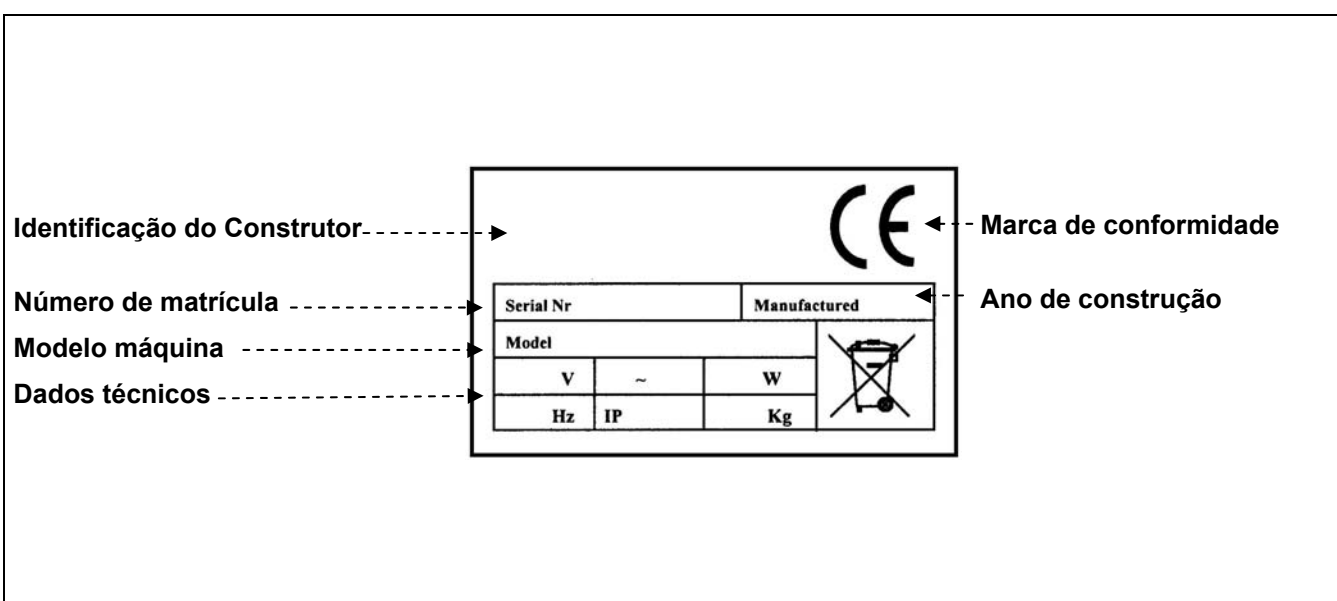 CE
Identificação do Construtor
Marca de conformidade
Número de matrícula
Serial Nr
Manufactured
Ano de construção
Modelo máquina
Model
Dados técnicos
V
~
W
Hz
IP
Kg